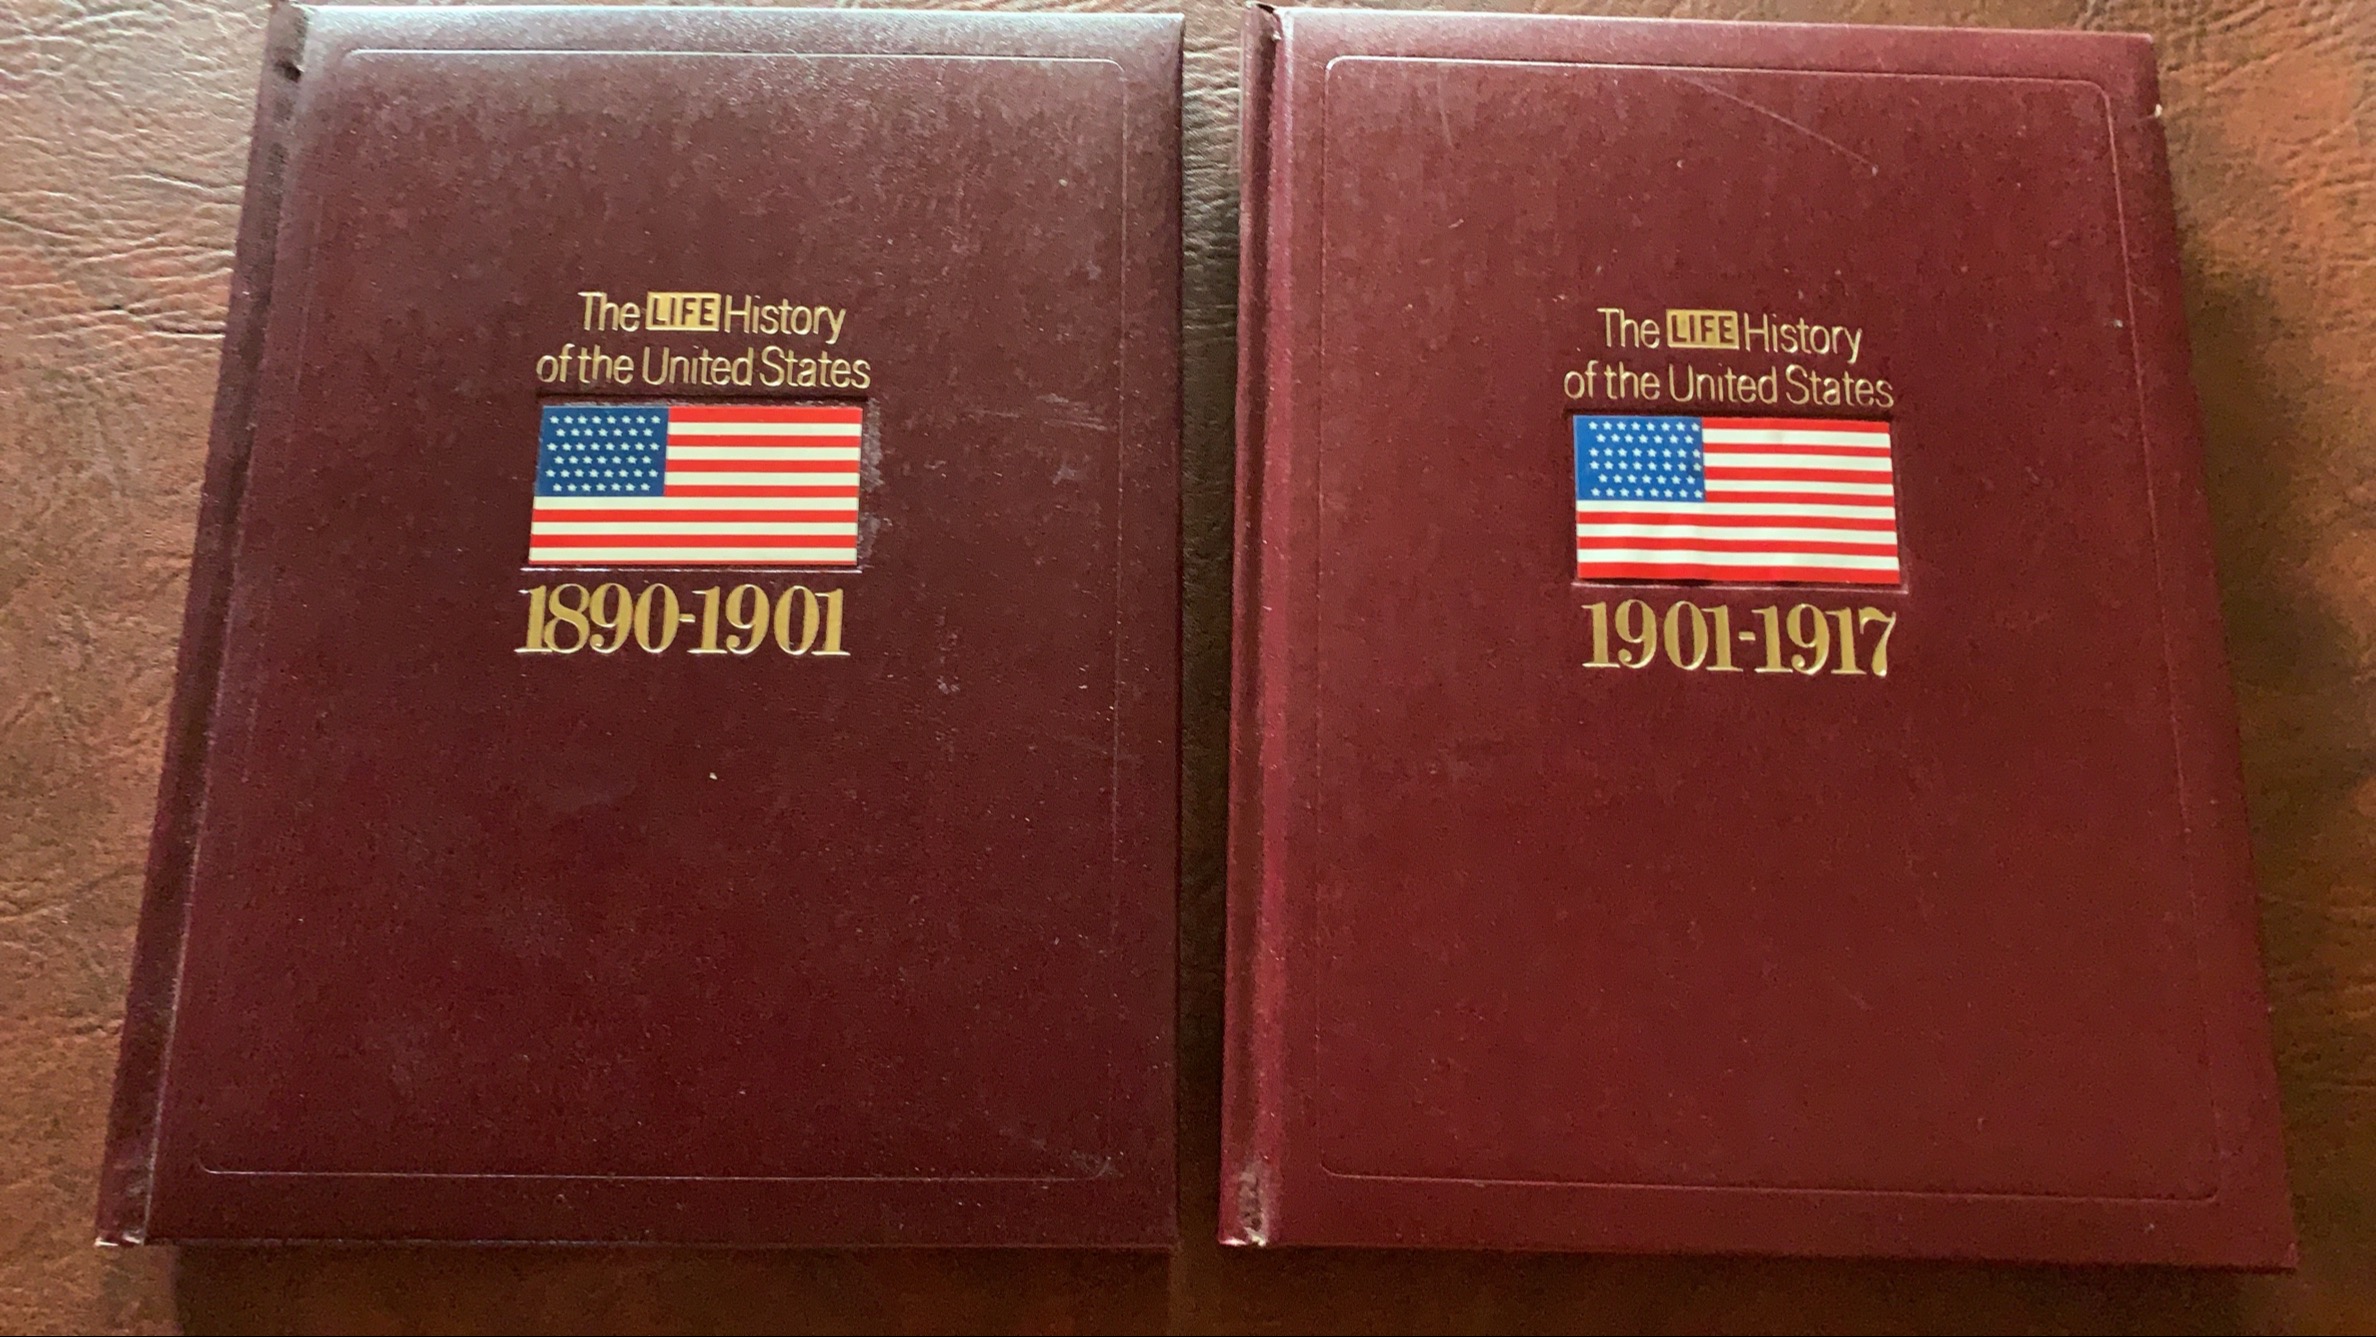 The LIFE History
of the United States
1890-1901
The LIFE History
of the United States
1901-1917